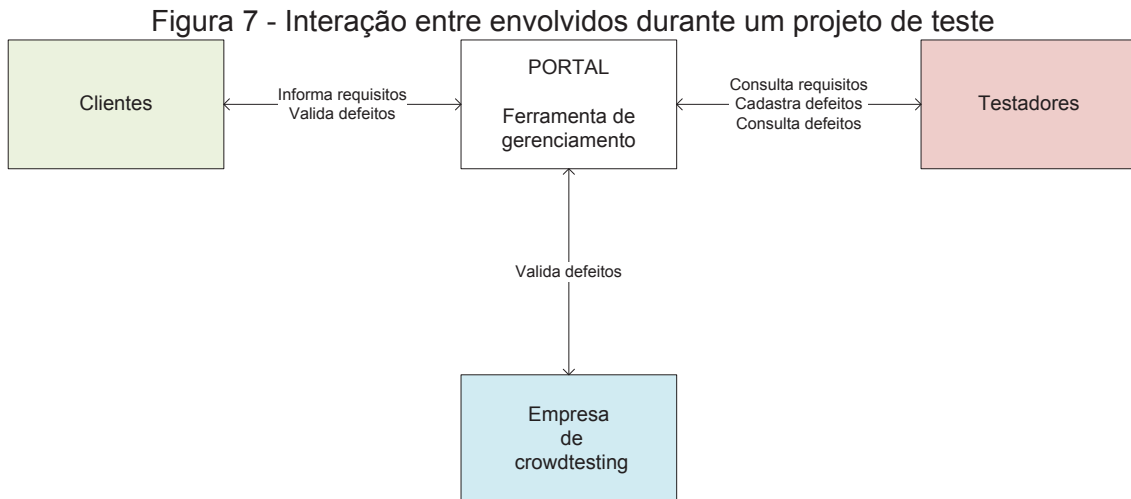 Figura 7 - Interação entre envolvidos durante um projeto de teste
Clientes
Informa requisitos
Valida defeitos
PORTAL
Ferramenta de
gerenciamento
Consulta requisitos
Cadastra defeitos
Consulta defeitos
Testadores
Valida defeitos
Empresa
de
crowdtesting